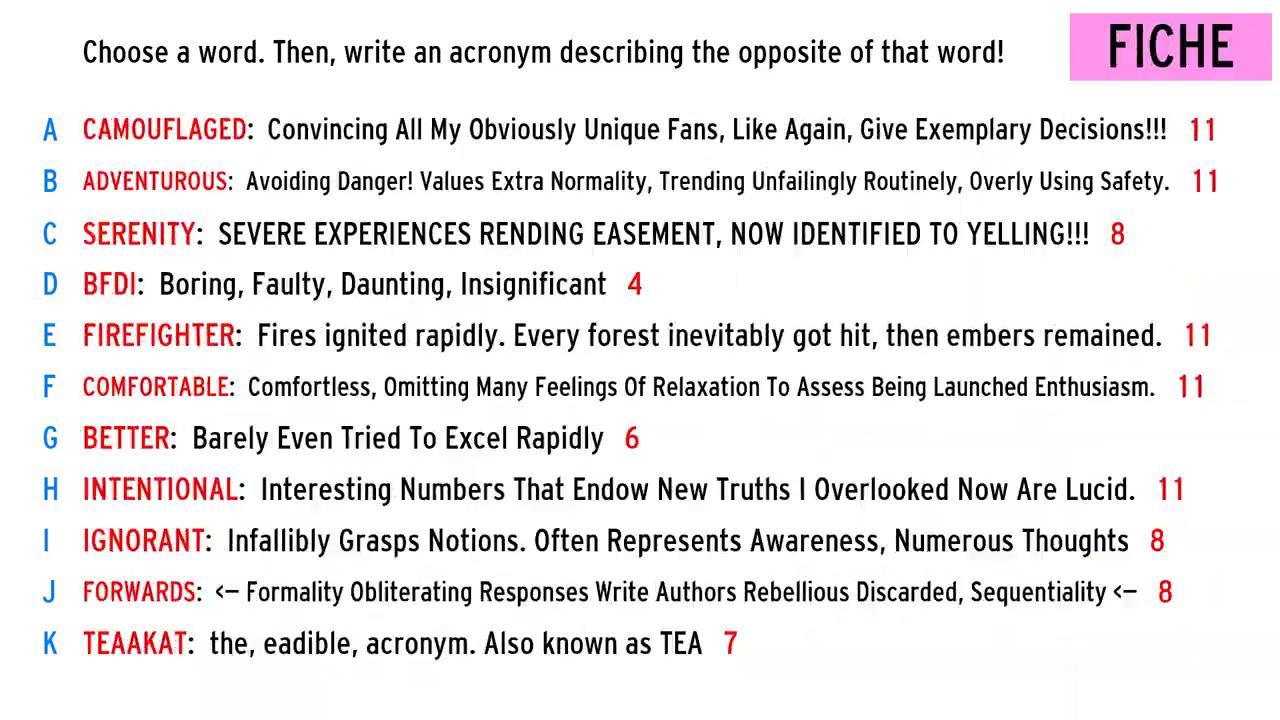 Choose a word. Then, write an acronym describing the opposite of that word!
FICHE
A CAMOUFLAGED: Convincing All My Obviously Unique Fans, Like Again, Give Exemplary Decisions!!! 11
B ADVENTUROUS: Avoiding Danger! Values Extra Normality, Trending Unfailingly Routinely, Overly Using Safety. 11
C SERENITY: SEVERE EXPERIENCES RENDING EASEMENT, NOW IDENTIFIED TO YELLING!!! 8
D BFDI: Boring, Faulty, Daunting, Insignificant 4
E FIREFIGHTER: Fires ignited rapidly. Every forest inevitably got hit, then embers remained. 11
F COMFORTABLE: Comfortless, Omitting Many Feelings Of Relaxation To Assess Being Launched Enthusiasm. 11
G BETTER: Barely Even Tried To Excel Rapidly 6
H INTENTIONAL: Interesting Numbers That Endow New Truths I Overlooked Now Are Lucid. 11
I IGNORANT: Infallibly Grasps Notions. Often Represents Awareness, Numerous Thoughts 8
J FORWARDS: <– Formality Obliterating Responses Write Authors Rebellious Discarded, Sequentiality <– 8
K TEAAKAT: the, eadible, acronym. Also known as TEA 7